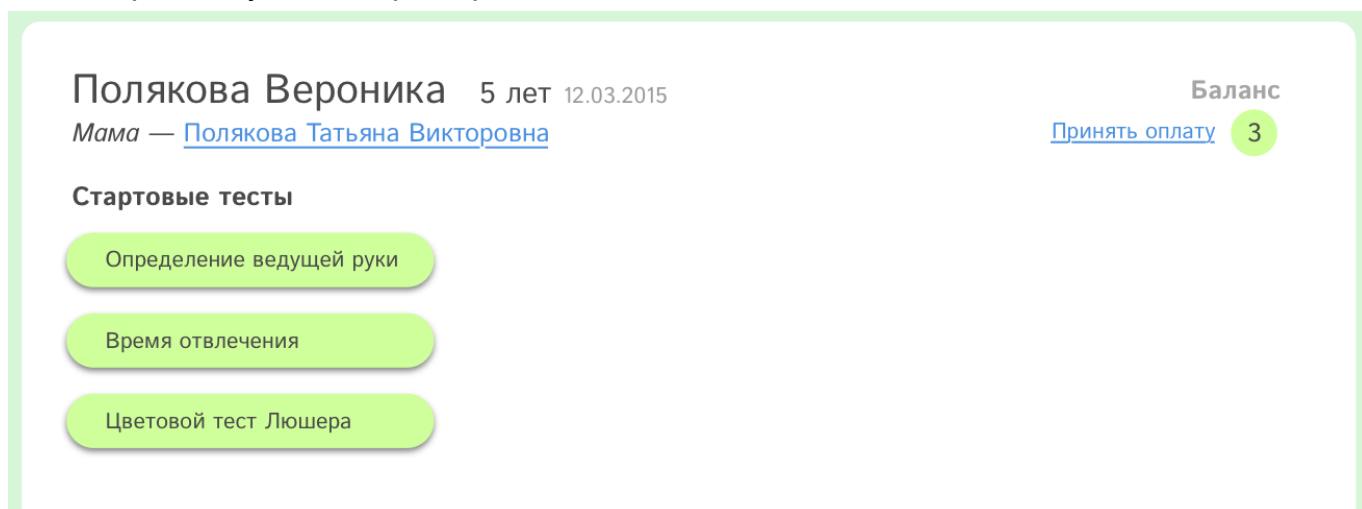 Полякова Вероника 5 лет 12.03.2015
Баланс
Мама — Полякова Татьяна Викторовна
Принять оплату 3
Стартовые тесты
Определение ведущей руки
Время отвлечения
Цветовой тест Люшера